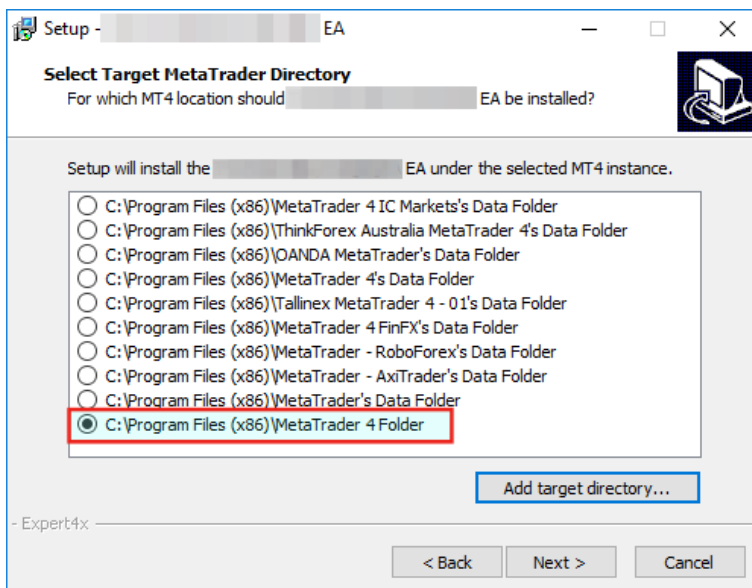 Setup - EA
Select Target MetaTrader Directory
For which MT4 location should EA be installed?
Setup will install the EA under the selected MT4 instance.
C:\Program Files (x86)\MetaTrader 4 IC Markets's Data Folder
C:\Program Files (x86)\ThinkForex Australia MetaTrader 4's Data Folder
C:\Program Files (x86)\OANDA MetaTrader's Data Folder
C:\Program Files (x86)\MetaTrader 4's Data Folder
C:\Program Files (x86)\Tallinex MetaTrader 4 - 01's Data Folder
C:\Program Files (x86)\MetaTrader 4 FinFX's Data Folder
C:\Program Files (x86)\MetaTrader - RoboForex's Data Folder
C:\Program Files (x86)\MetaTrader - AxiTrader's Data Folder
C:\Program Files (x86)\MetaTrader's Data Folder
C:\Program Files (x86)\MetaTrader 4 Folder
Add target directory...
- Expert4x
< Back Next > Cancel